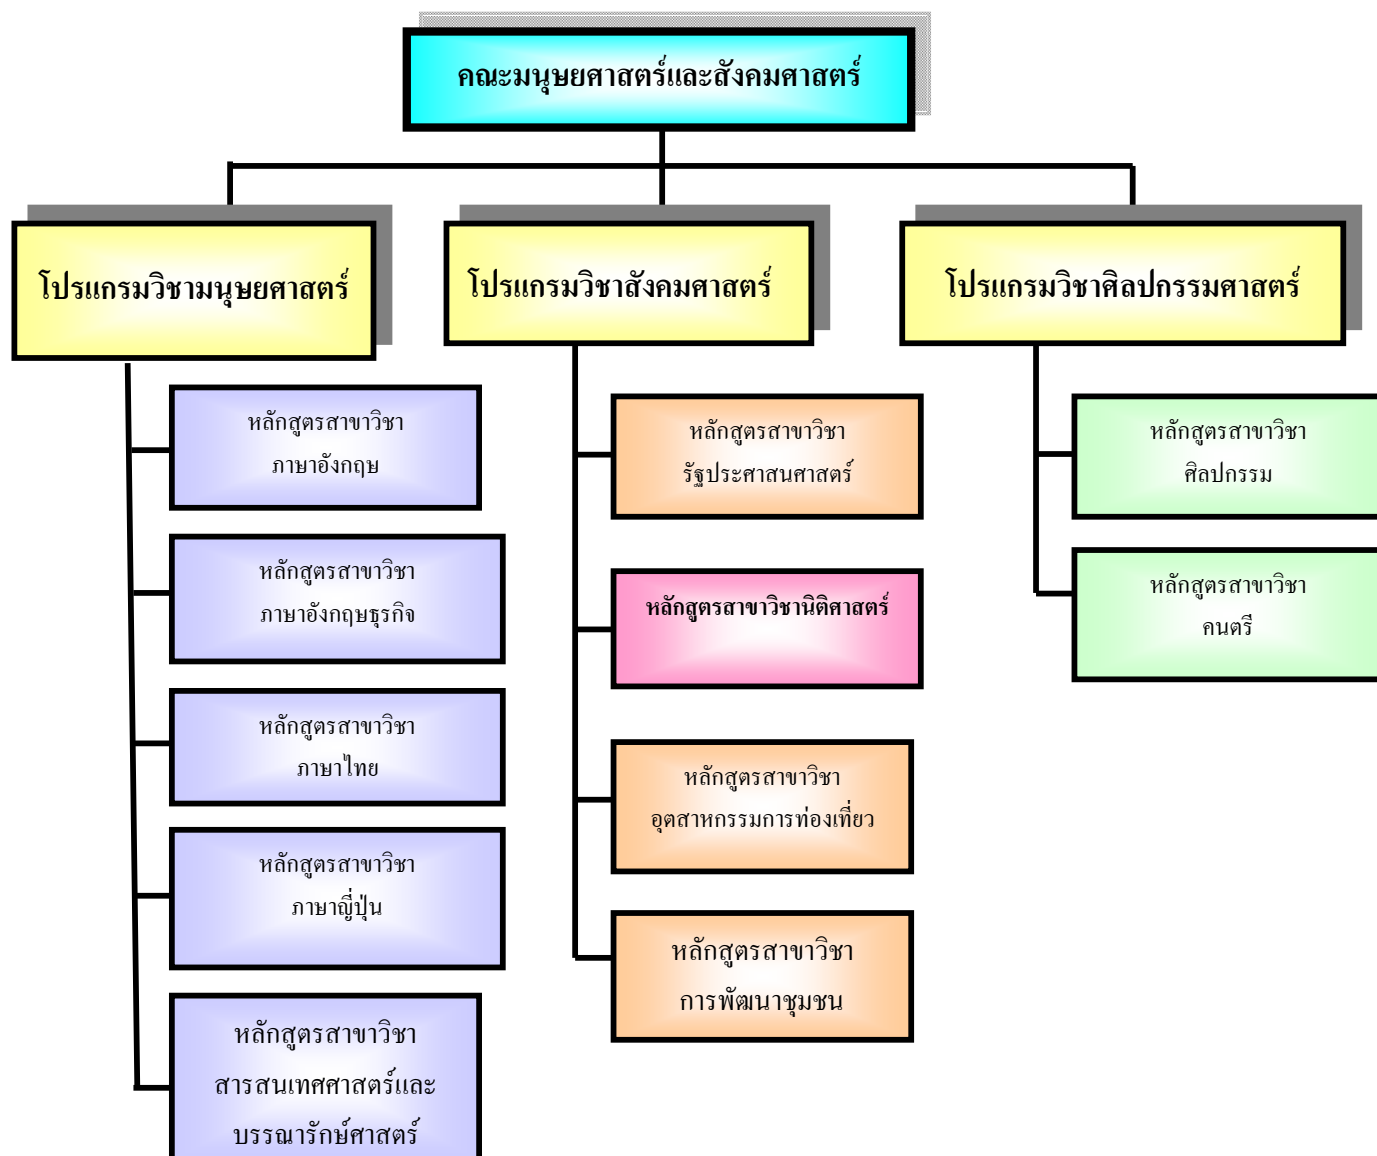 คณะมนุษยศาสตร์และสังคมศาสตร์
โปรแกรมวิชามนุษยศาสตร์
โปรแกรมวิชาสังคมศาสตร์
โปรแกรมวิชาศิลปกรรมศาสตร์
หลักสูตรสาขาวิชา
ภาษาอังกฤษ
หลักสูตรสาขาวิชา
ภาษาอังกฤษธุรกิจ
หลักสูตรสาขาวิชา
ภาษาไทย
หลักสูตรสาขาวิชา
ภาษาญี่ปุ่น
หลักสูตรสาขาวิชา
สารสนเทศศาสตร์และ
บรรณารักษ์ศาสตร์
หลักสูตรสาขาวิชา
รัฐประศาสนศาสตร์
หลักสูตรสาขาวิชานิติศาสตร์
หลักสูตรสาขาวิชา
อุตสาหกรรมการท่องเที่ยว
หลักสูตรสาขาวิชา
การพัฒนาชุมชน
หลักสูตรสาขาวิชา
ศิลปกรรม
หลักสูตรสาขาวิชา
คนตรี